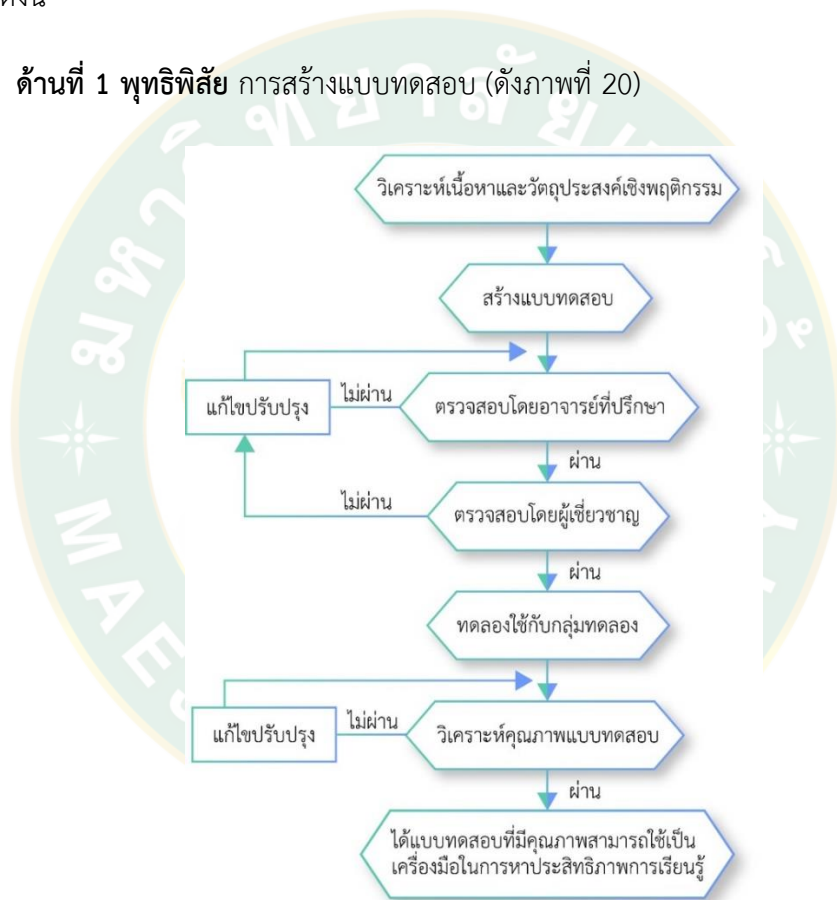 ด้านที่ 1 พุทธิพิสัย การสร้างแบบทดสอบ (ดังภาพที่ 20)
วิเคราะห์เนื้อหาและวัตถุประสงค์เชิงพฤติกรรม
สร้างแบบทดสอบ
แก้ไขปรับปรุง
ไม่ผ่าน
ตรวจสอบโดยอาจารย์ที่ปรึกษา
ผ่าน
ไม่ผ่าน
ตรวจสอบโดยผู้เชี่ยวชาญ
ผ่าน
ทดลองใช้กับกลุ่มทดลอง
แก้ไขปรับปรุง
ไม่ผ่าน
วิเคราะห์คุณภาพแบบทดสอบ
ผ่าน
ได้แบบทดสอบที่มีคุณภาพสามารถใช้เป็น
เครื่องมือในการหาประสิทธิภาพการเรียนรู้